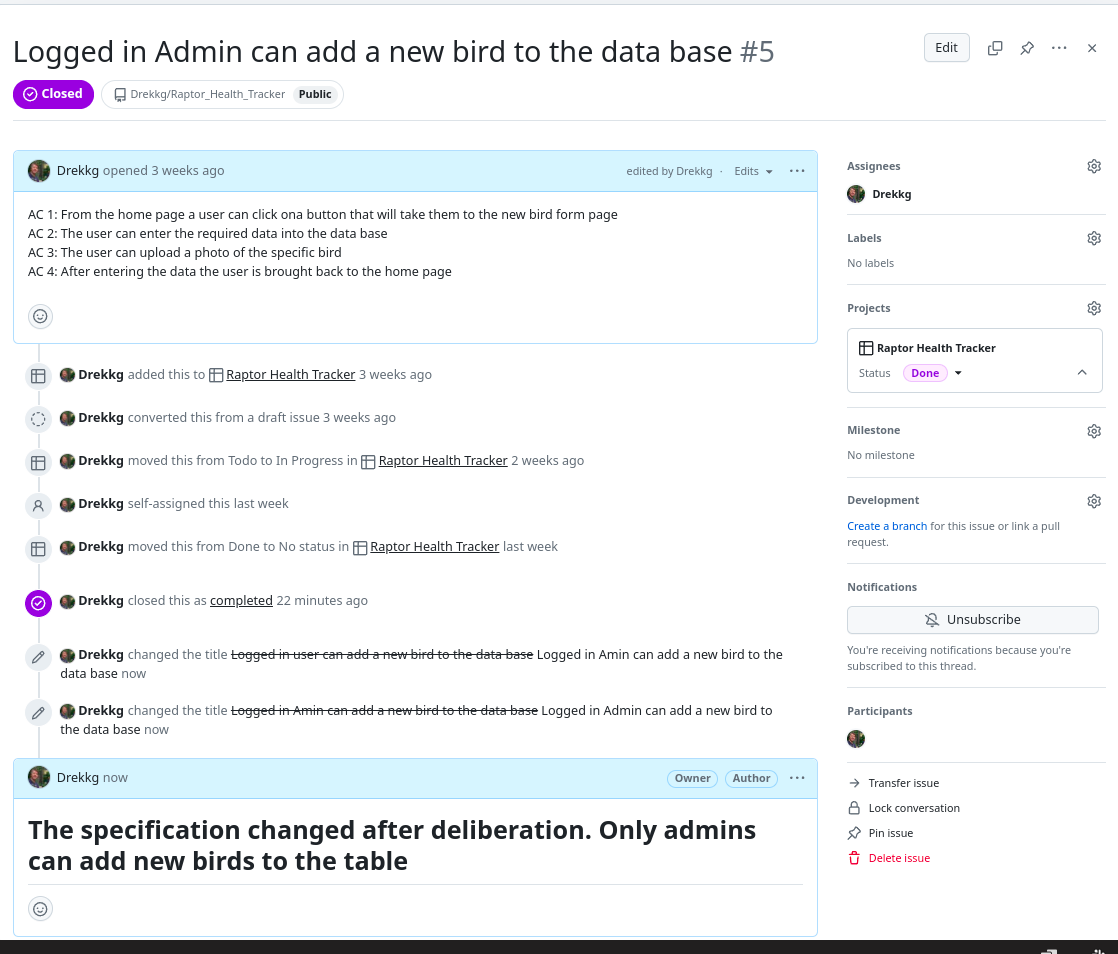 Logged in Admin can add a new bird to the data base #5
Edit
Closed
Drekkg/Raptor_Health_Tracker Public
Drekkg opened 3 weeks ago
edited by Drekkg · Edits
AC 1: From the home page a user can click ona button that will take them to the new bird form page
AC 2: The user can enter the required data into the data base
AC 3: The user can upload a photo of the specific bird
AC 4: After entering the data the user is brought back to the home page
Drekkg added this to Raptor Health Tracker 3 weeks ago
Drekkg converted this from a draft issue 3 weeks ago
Drekkg moved this from Todo to In Progress in Raptor Health Tracker 2 weeks ago
Drekkg self-assigned this last week
Drekkg moved this from Done to No status in Raptor Health Tracker last week
Drekkg closed this as completed 22 minutes ago
Drekkg changed the title Logged in user can add a new bird to the data base Logged in Amin can add a new bird to the
data base now
Drekkg changed the title Logged in Amin can add a new bird to the data base Logged in Admin can add a new bird to
the data base now
Drekkg now
Owner Author
The specification changed after deliberation. Only admins
can add new birds to the table
Assignees
Drekkg
Labels
No labels
Projects
Raptor Health Tracker
Status Done
Milestone
No milestone
Development
Create a branch for this issue or link a pull
request.
Notifications
Unsubscribe
You're receiving notifications because you're
subscribed to this thread.
Participants
Transfer issue
Lock conversation
Pin issue
Delete issue